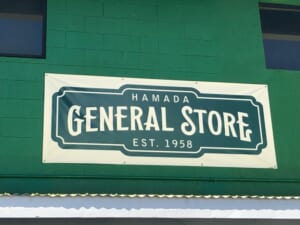 HAMADA
GENERAL STORE
EST. 1958